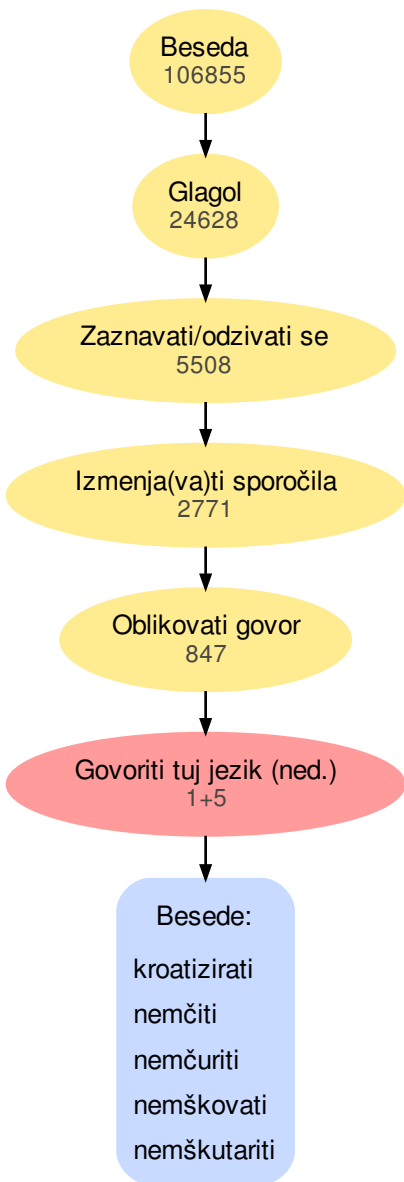 Beseda
106855
Glagol
24628
Zaznavati/odzivati se
5508
Izmenja(va)ti sporočila
2771
Oblikovati govor
847
Govoriti tuj jezik (ned.)
1+5
Besede:
kroatizirati
nemčiti
nemčuriti
nemškovati
nemškutariti